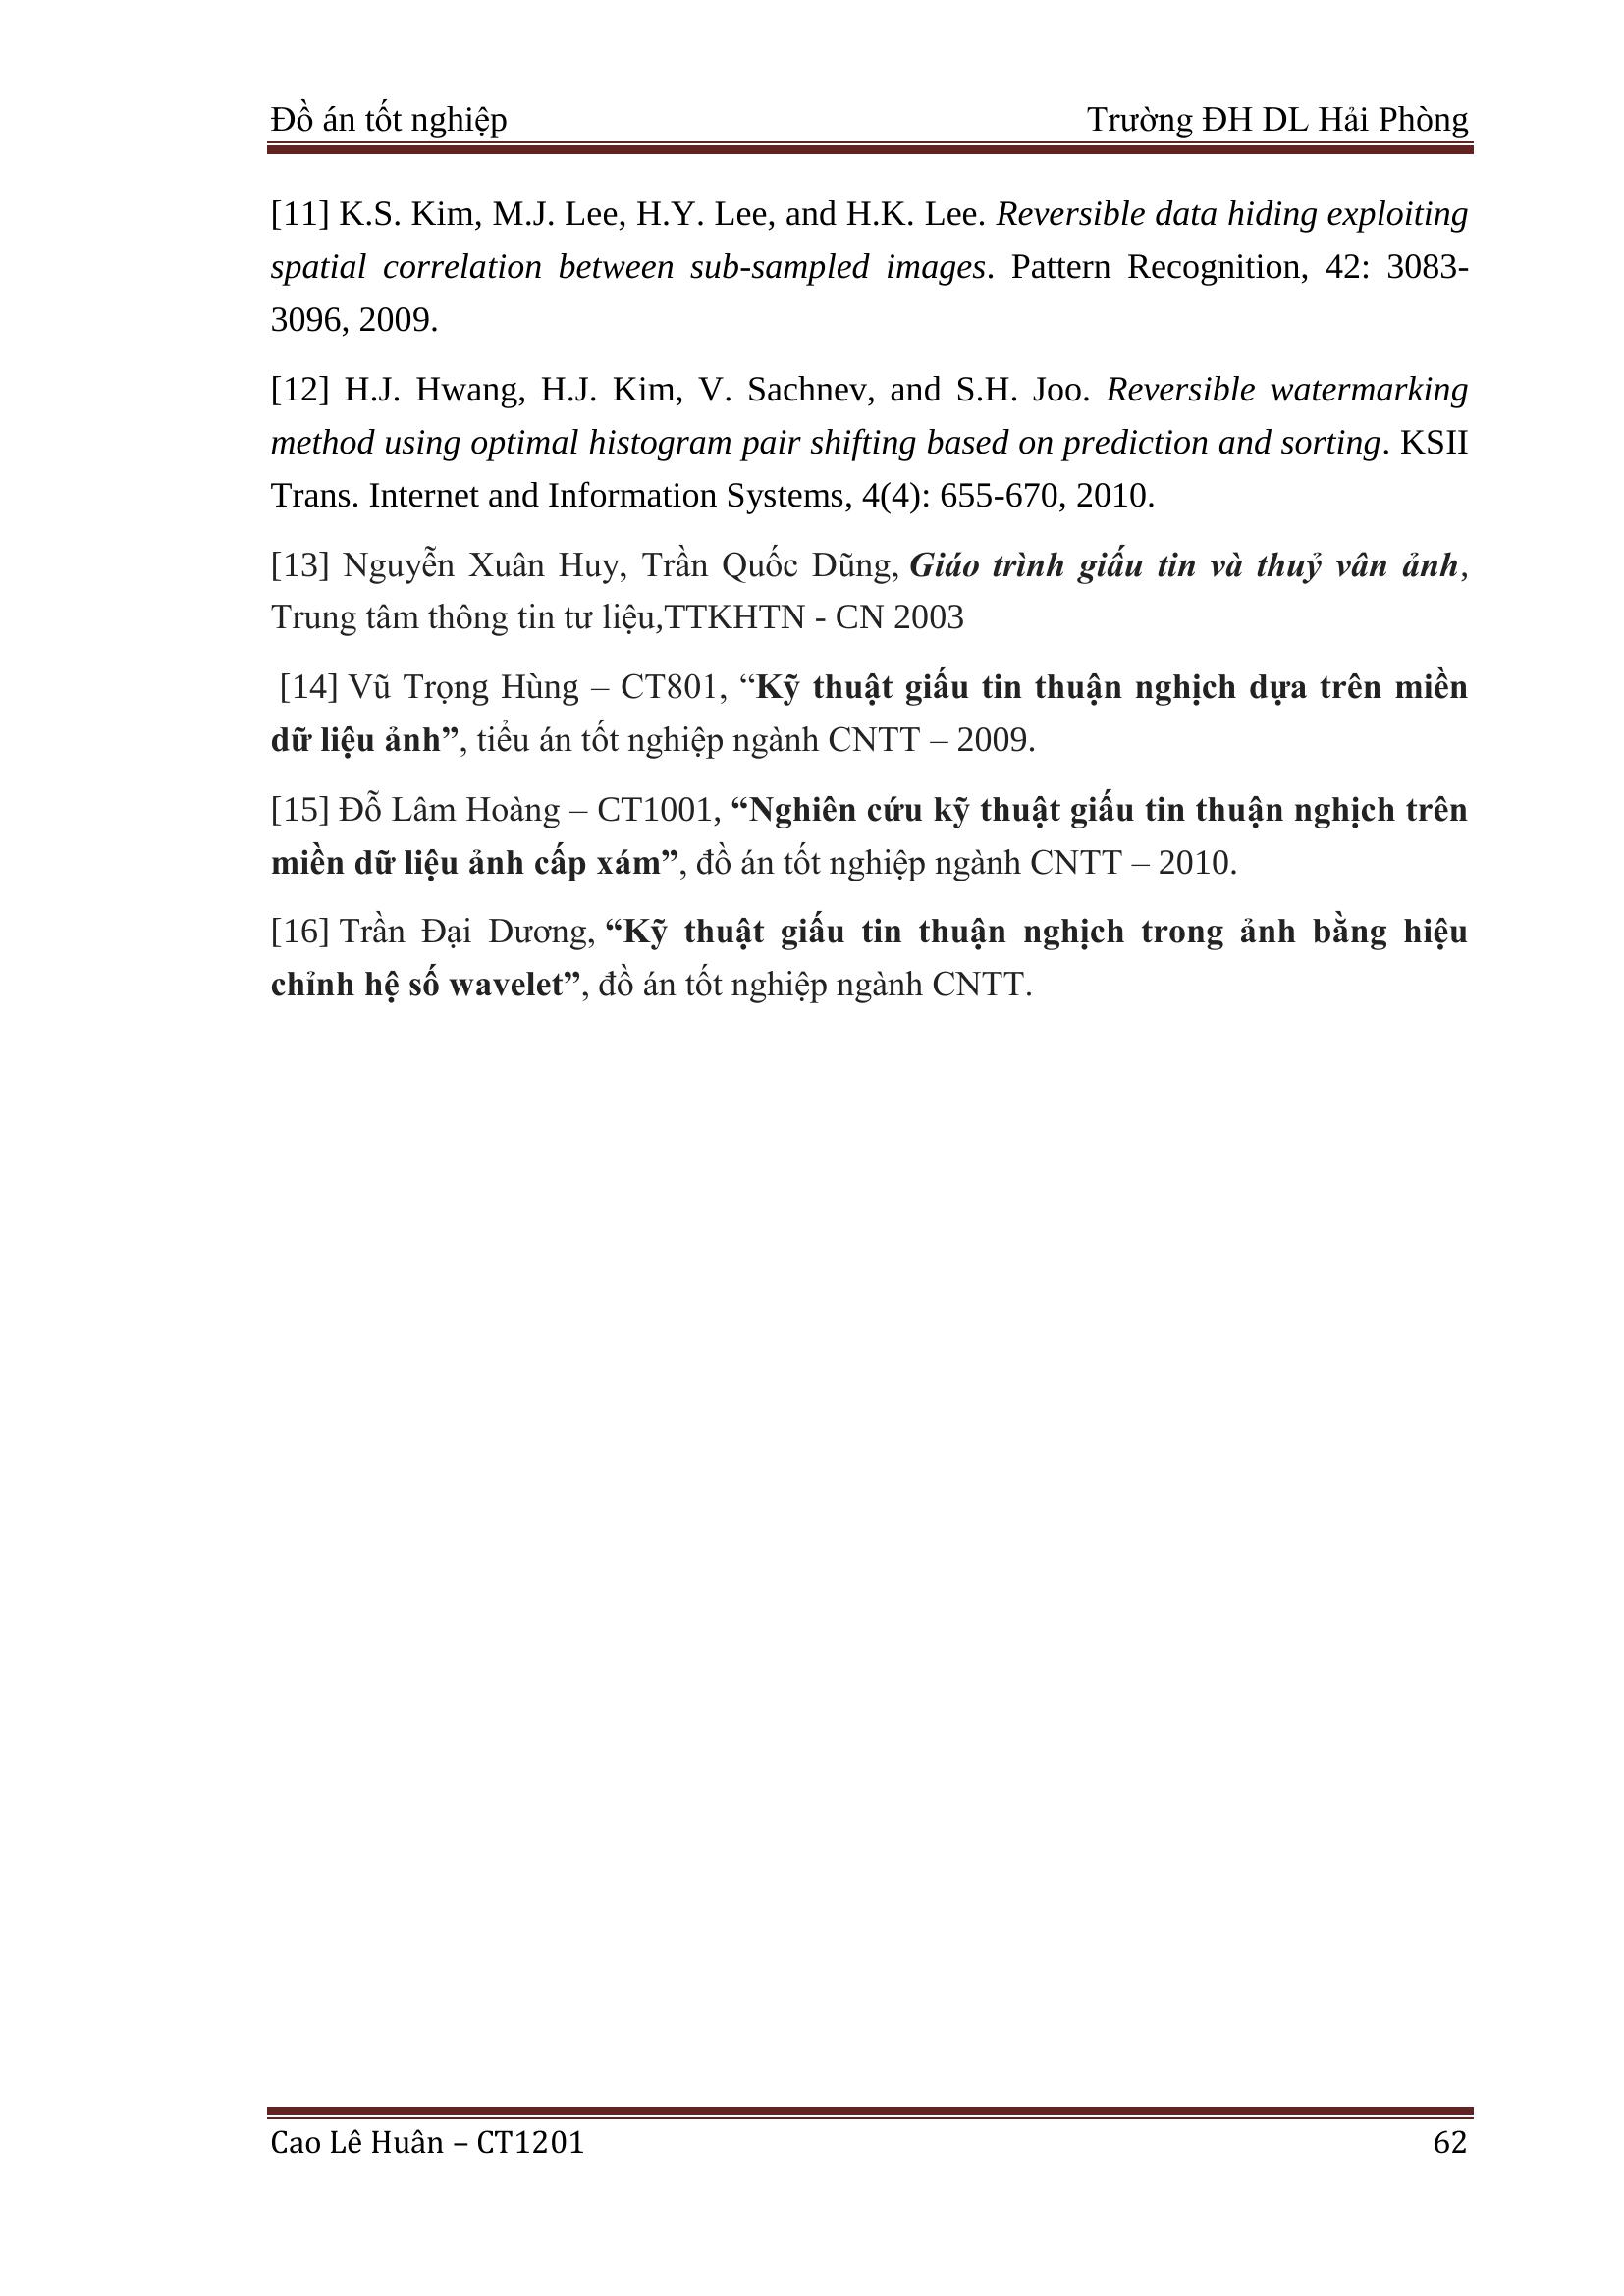 Đồ án tốt nghiệp Trường ĐH DL Hải Phòng
[11] K.S. Kim, M.J. Lee, H.Y. Lee, and H.K. Lee. Reversible data hiding exploiting
spatial correlation between sub-sampled images. Pattern Recognition, 42: 3083-
3096, 2009.
[12] H.J. Hwang, H.J. Kim, V. Sachnev, and S.H. Joo. Reversible watermarking
method using optimal histogram pair shifting based on prediction and sorting. KSII
Trans. Internet and Information Systems, 4(4): 655-670, 2010.
[13] Nguyễn Xuân Huy, Trần Quốc Dũng, Giáo trình giấu tin và thuỷ vân ảnh,
Trung tâm thông tin tư liệu,TTKHTN - CN 2003
[14] Vũ Trọng Hùng – CT801, “Kỹ thuật giấu tin thuận nghịch dựa trên miền
dữ liệu ảnh”, tiểu án tốt nghiệp ngành CNTT – 2009.
[15] Đỗ Lâm Hoàng – CT1001, “Nghiên cứu kỹ thuật giấu tin thuận nghịch trên
miền dữ liệu ảnh cấp xám”, đồ án tốt nghiệp ngành CNTT – 2010.
[16] Trần Đại Dương, “Kỹ thuật giấu tin thuận nghịch trong ảnh bằng hiệu
chỉnh hệ số wavelet”, đồ án tốt nghiệp ngành CNTT.
Cao Lê Huân – CT1201 62